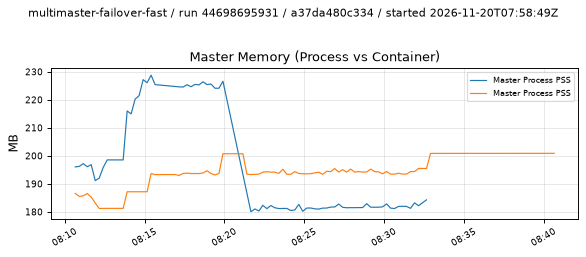 multimaster-failover-fast / run 44698695931 / a37da480c334 / started 2026-11-20T07:58:49Z
Master Memory (Process vs Container)
MB
230
220
210
200
190
180
Master Process PSS
Master Process PSS
08:10
08:15
08:20
08:25
08:30
08:35
08:40